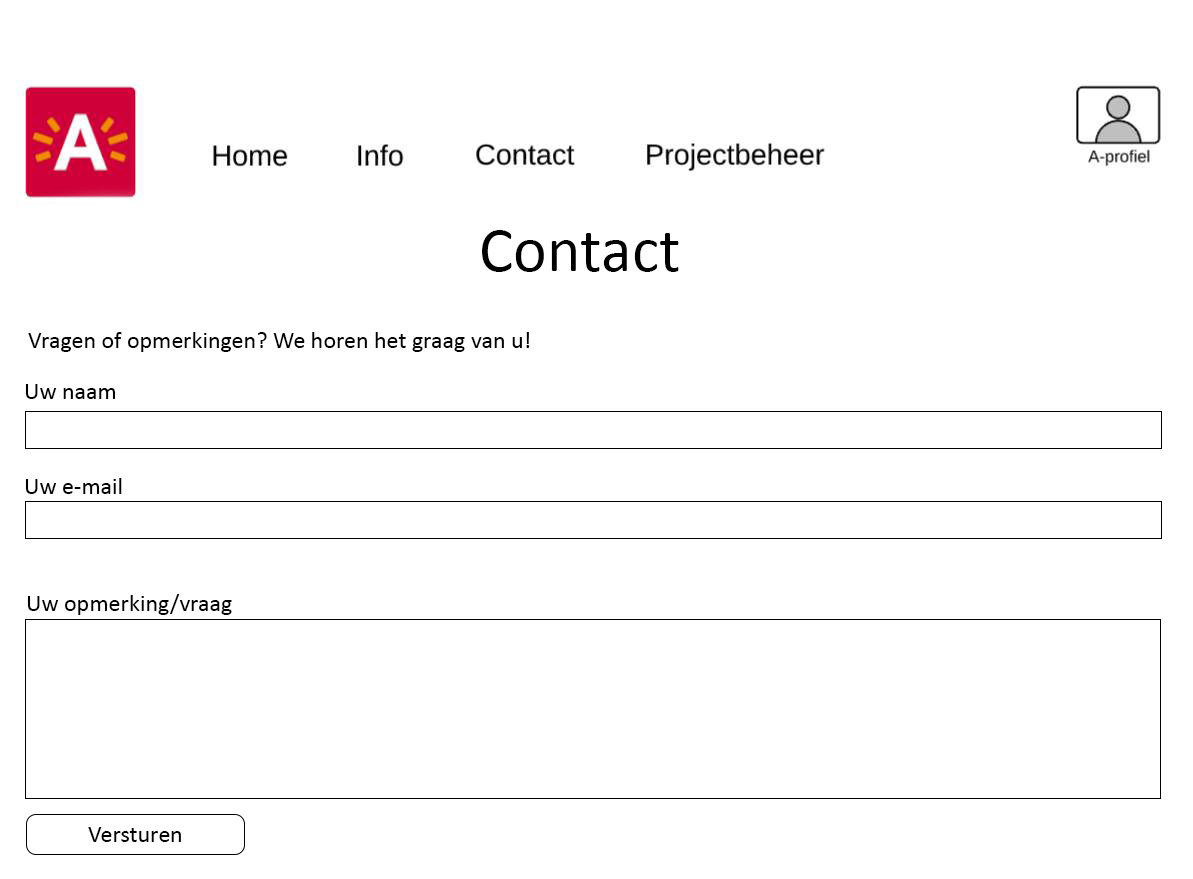 A
Home Info Contact Projectbeheer
A-profiel
Contact
Vragen of opmerkingen? We horen het graag van u!
Uw naam
Uw e-mail
Uw opmerking/vraag
Versturen